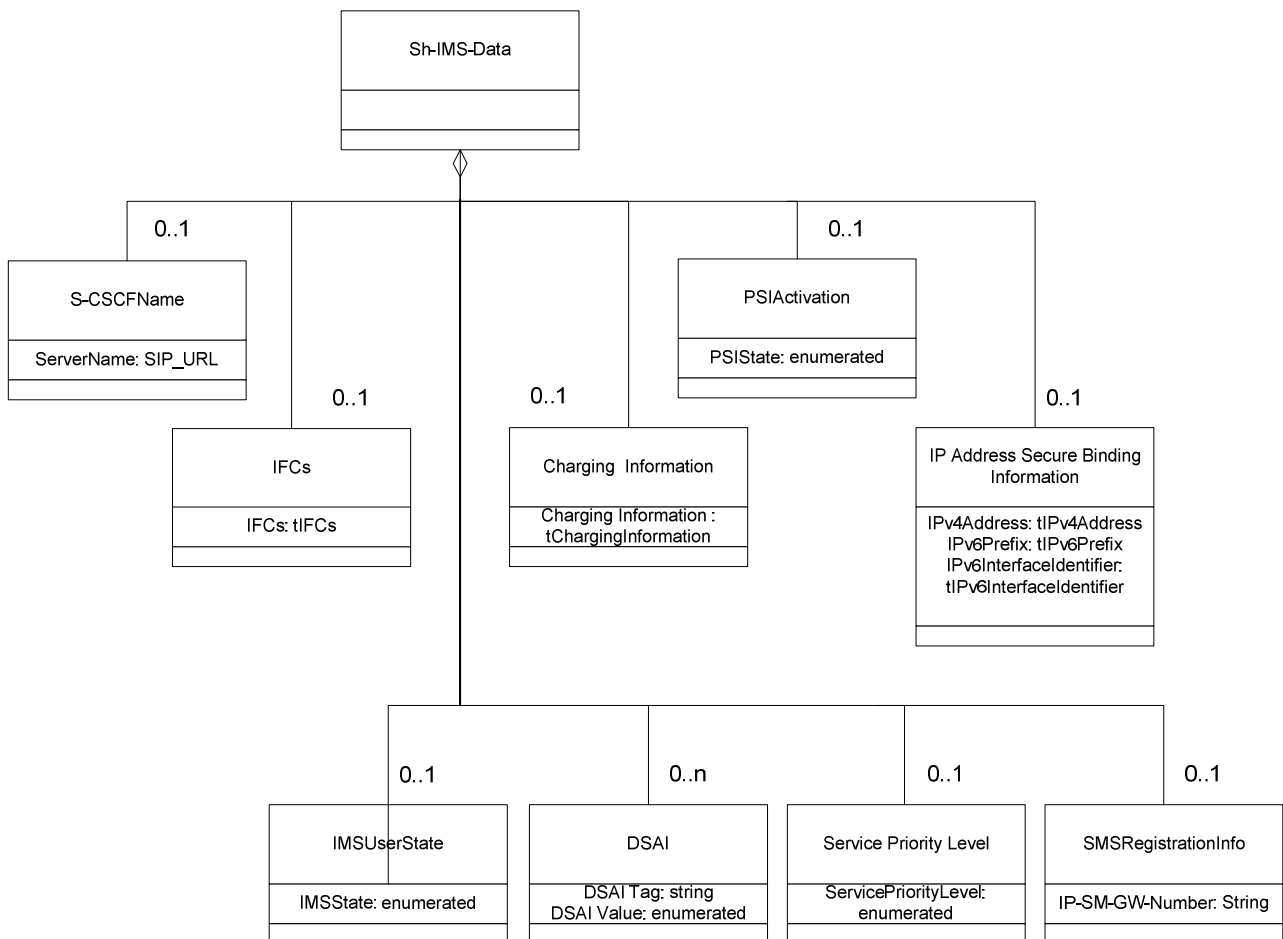 Sh-IMS-Data
0..1
0..1
S-CSCFName
ServerName: SIP_URL
PSIActivation
PSIState: enumerated
0..1
0..1
0..1
IFCs
IFCs: tIFCs
Charging Information
Charging Information :
tChargingInformation
IP Address Secure Binding
Information
IPv4Address: tIPv4Address
IPv6Prefix: tIPv6Prefix
IPv6InterfaceIdentifier:
tIPv6InterfaceIdentifier
0..1
0..n
0..1
0..1
IMSUserState
IMSState: enumerated
DSAI
DSAI Tag: string
DSAI Value: enumerated
Service Priority Level
ServicePriorityLevel:
enumerated
SMSRegistrationInfo
IP-SM-GW-Number: String